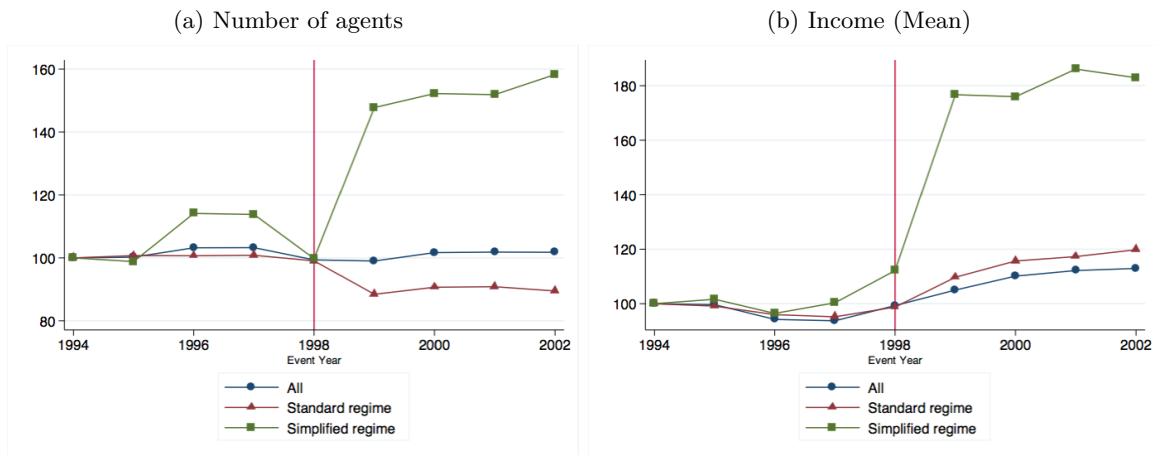 (a) Number of agents
160
140
120
100
80
1994 1996 1998 2000 2002
Event Year
All
Standard regime
Simplified regime
(b) Income (Mean)
180
160
140
120
100
1994 1996 1998 2000 2002
Event Year
All
Standard regime
Simplified regime